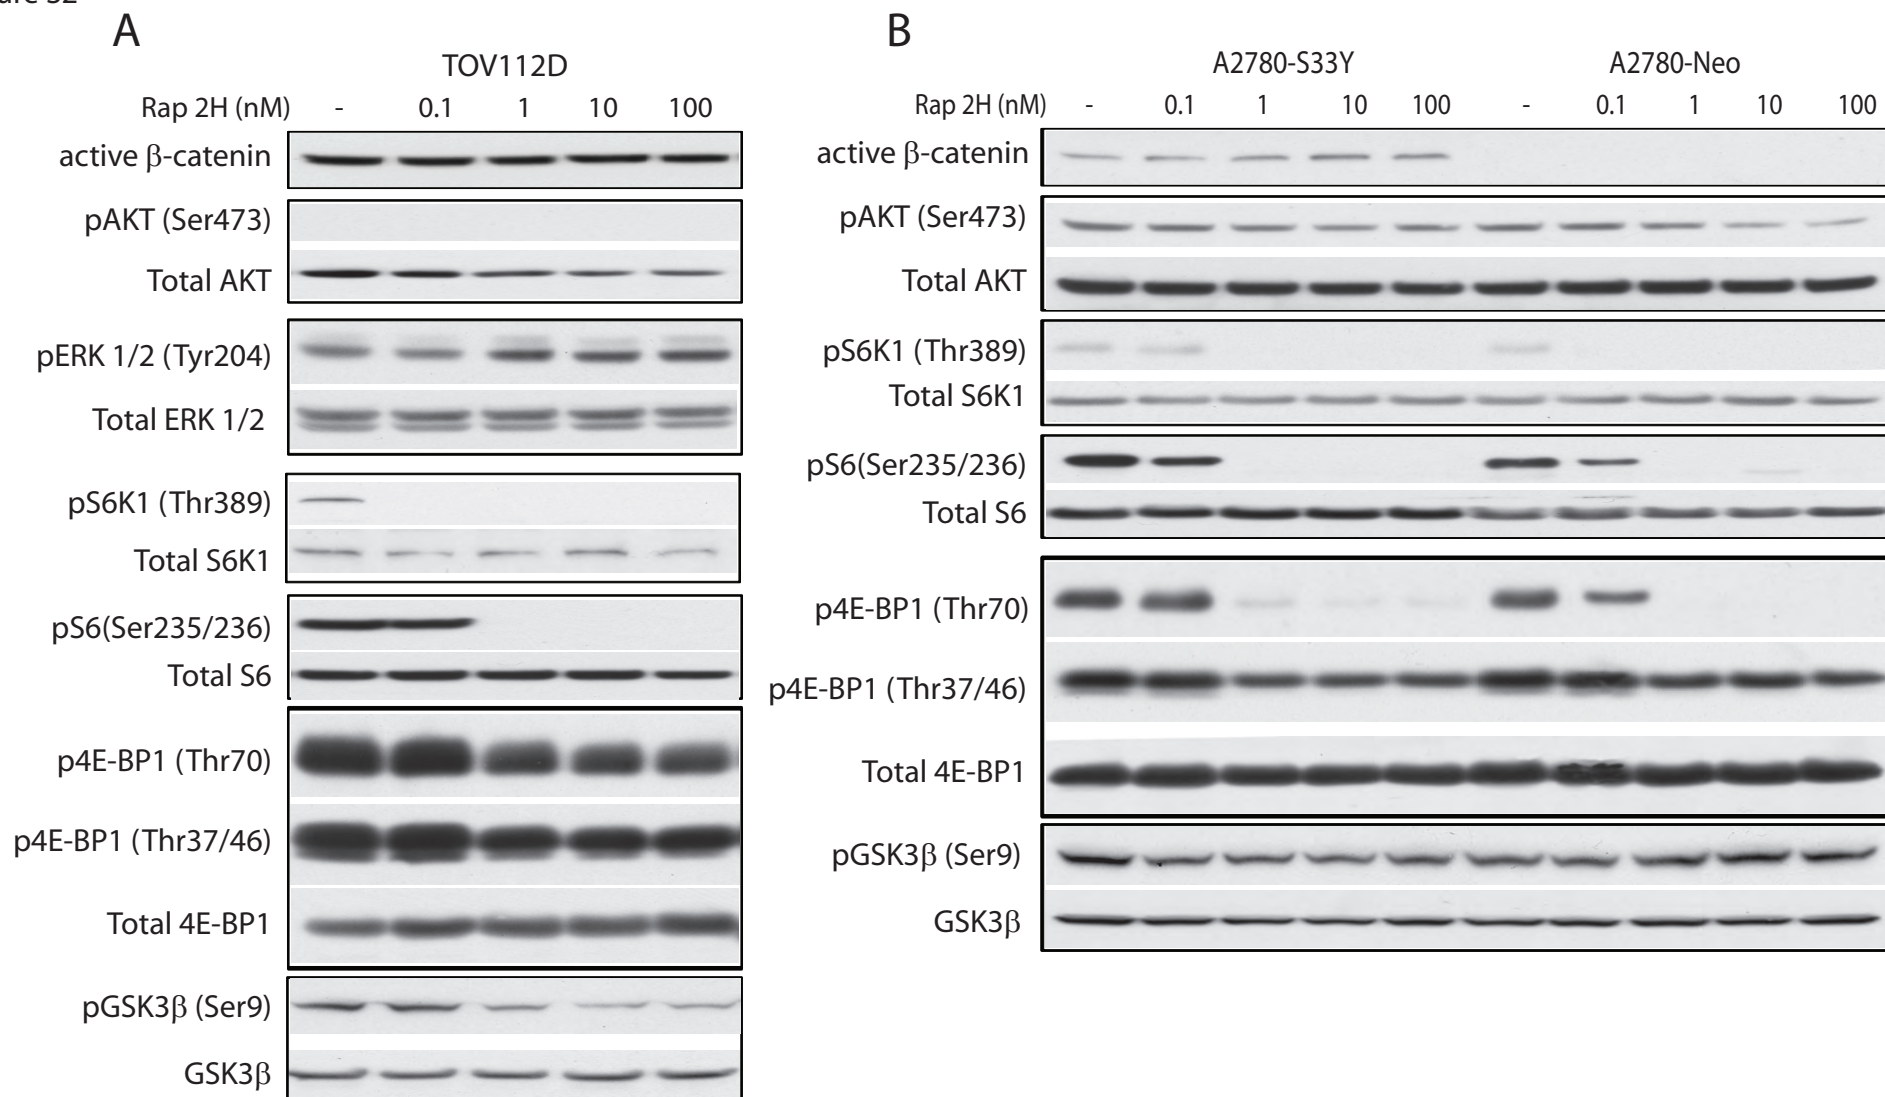 A
TOV112D
Rap 2H (nM) - 0.1 1 10 100
active β-catenin
pAKT (Ser473)
Total AKT
pERK 1/2 (Tyr204)
Total ERK 1/2
pS6K1 (Thr389)
Total S6K1
pS6(Ser235/236)
Total S6
p4E-BP1 (Thr70)
p4E-BP1 (Thr37/46)
Total 4E-BP1
pGSK3β (Ser9)
GSK3β
B
A2780-S33Y A2780-Neo
Rap 2H (nM) - 0.1 1 10 100 - 0.1 1 10 100
active β-catenin
pAKT (Ser473)
Total AKT
pS6K1 (Thr389)
Total S6K1
pS6(Ser235/236)
Total S6
p4E-BP1 (Thr70)
p4E-BP1 (Thr37/46)
Total 4E-BP1
pGSK3β (Ser9)
GSK3β